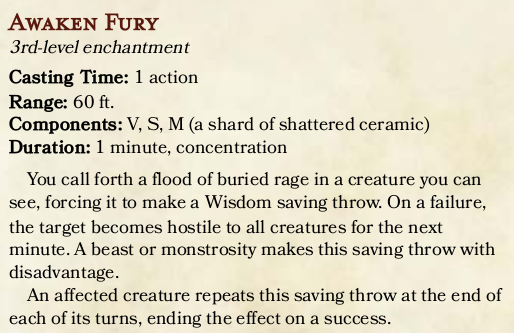 Awaken Fury
3rd-level enchantment
Casting Time: 1 action
Range: 60 ft.
Components: V, S, M (a shard of shattered ceramic)
Duration: 1 minute, concentration
You call forth a flood of buried rage in a creature you can
see, forcing it to make a Wisdom saving throw. On a failure,
the target becomes hostile to all creatures for the next
minute. A beast or monstrosity makes this saving throw with
disadvantage.
An affected creature repeats this saving throw at the end of
each of its turns, ending the effect on a success.